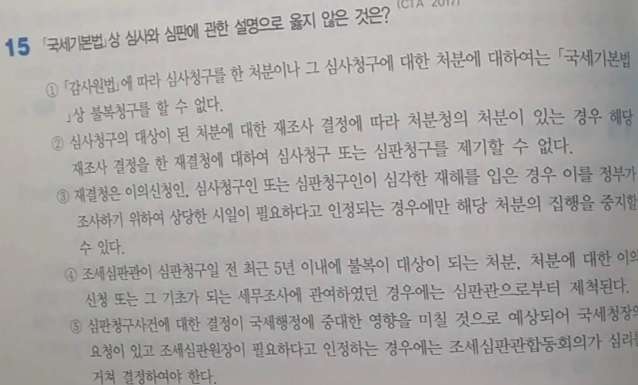 (CTA 2017)
15 「국세기본법」상 심사와 심판에 관한 설명으로 옳지 않은 것은?
① 「감사원법」에 따라 심사청구를 한 처분이나 그 심사청구에 대한 처분에 대하여는 「국세기본법
」상 불복청구를 할 수 없다.
② 심사청구의 대상이 된 처분에 대한 재조사 결정에 따라 처분청의 처분이 있는 경우 해당
재조사 결정을 한 재결청에 대하여 심사청구 또는 심판청구를 제기할 수 없다.
③ 재결청은 이의신청인, 심사청구인 또는 심판청구인이 심각한 재해를 입은 경우 이를 정부가
조사하기 위하여 상당한 시일이 필요하다고 인정되는 경우에만 해당 처분의 집행을 중지할
수 있다.
④ 조세심판관이 심판청구일 전 최근 5년 이내에 불복의 대상이 되는 처분, 처분에 대한 이의
신청 또는 그 기초가 되는 세무조사에 관여하였던 경우에는 심판관으로부터 제척된다.
⑤ 심판청구사건에 대한 결정이 국세행정에 중대한 영향을 미칠 것으로 예상되어 국세청장의
요청이 있고 조세심판원장이 필요하다고 인정하는 경우에는 조세심판관합동회의가 심리를
거쳐 결정하여야 한다.